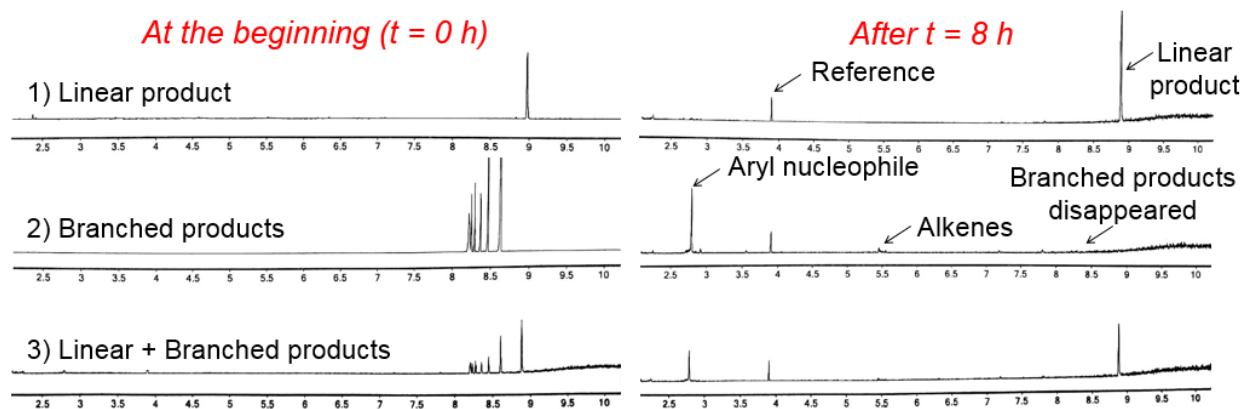 At the beginning (t = 0 h)
After t = 8 h
1) Linear product
Reference
Linear
product
2.5 3 3.5 4 4.5 5 5.5 6 6.5 7 7.5 8 8.5 9 9.5 10
2.5 3 3.5 4 4.5 5 5.5 6 6.5 7 7.5 8 8.5 9 9.5 10
2) Branched products
Aryl nucleophile
Alkenes
Branched products
disappeared
2.5 3 3.5 4 4.5 5 5.5 6 6.5 7 7.5 8 8.5 9 9.5 10
2.5 3 3.5 4 4.5 5 5.5 6 6.5 7 7.5 8 8.5 9 9.5 10
3) Linear + Branched products
2.5 3 3.5 4 4.5 5 5.5 6 6.5 7 7.5 8 8.5 9 9.5 10
2.5 3 3.5 4 4.5 5 5.5 6 6.5 7 7.5 8 8.5 9 9.5 10